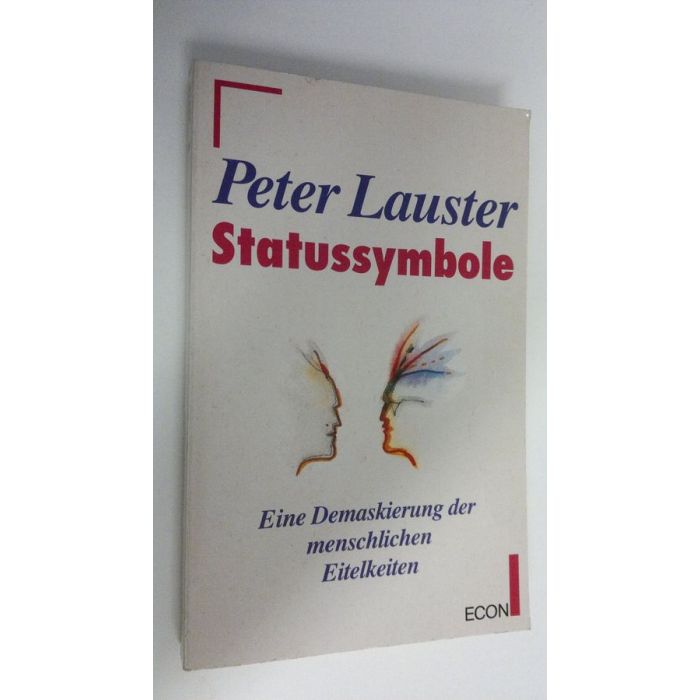 Peter Lauster
Statussymbole
Eine Demaskierung der
menschlichen
Eitelkeiten
ECON